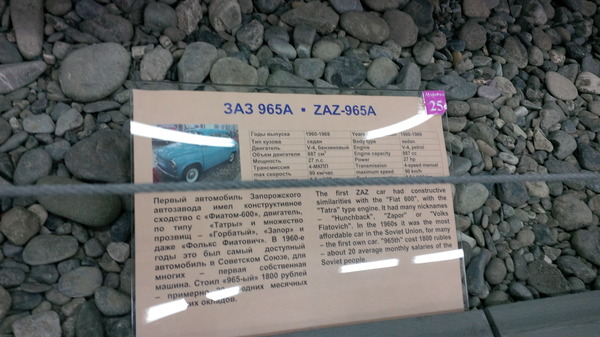 ЗАЗ 965А • ZAZ-965A
25
Годы выпуска 1960-1969
Тип кузова седан
Двигатель V-4, бензиновый
Объем двигателя 887 см³
Мощность 27 л.с.
Трансмиссия 4-МКПП
max скорость 90 км/час
Years 1960-1969
Body type sedan
Engine V-4, petrol
Engine capacity 887 cc
Power 27 hp
Transmission 4-speed manual
maximum speed 90 km/h
Первый автомобиль Запорожского
автозавода имел конструктивное
сходство с «Фиатом-600», двигатель,
по типу «Татры» и множество
прозвищ – «Горбатый», «Запор» и
даже «Фолькс Фиатович». В 1960-е
годы это был самый доступный
автомобиль в Советском Союзе, для
многих – первая собственная
машина. Стоил «965-ый» 1800 рублей
– примерно месячных
окладов.
The first ZAZ car had constructive
similarities with the "Fiat 600", with the
"Tatra" type engine. It had many nicknames
– "Hunchback", "Zapor" or "Volks
Fiatovich". In the 1960s it was the most
affordable car in the Soviet Union, for many
- the first own car. "965th" cost 1800 rubles
– about 20 average monthly salaries of the
Soviet people.